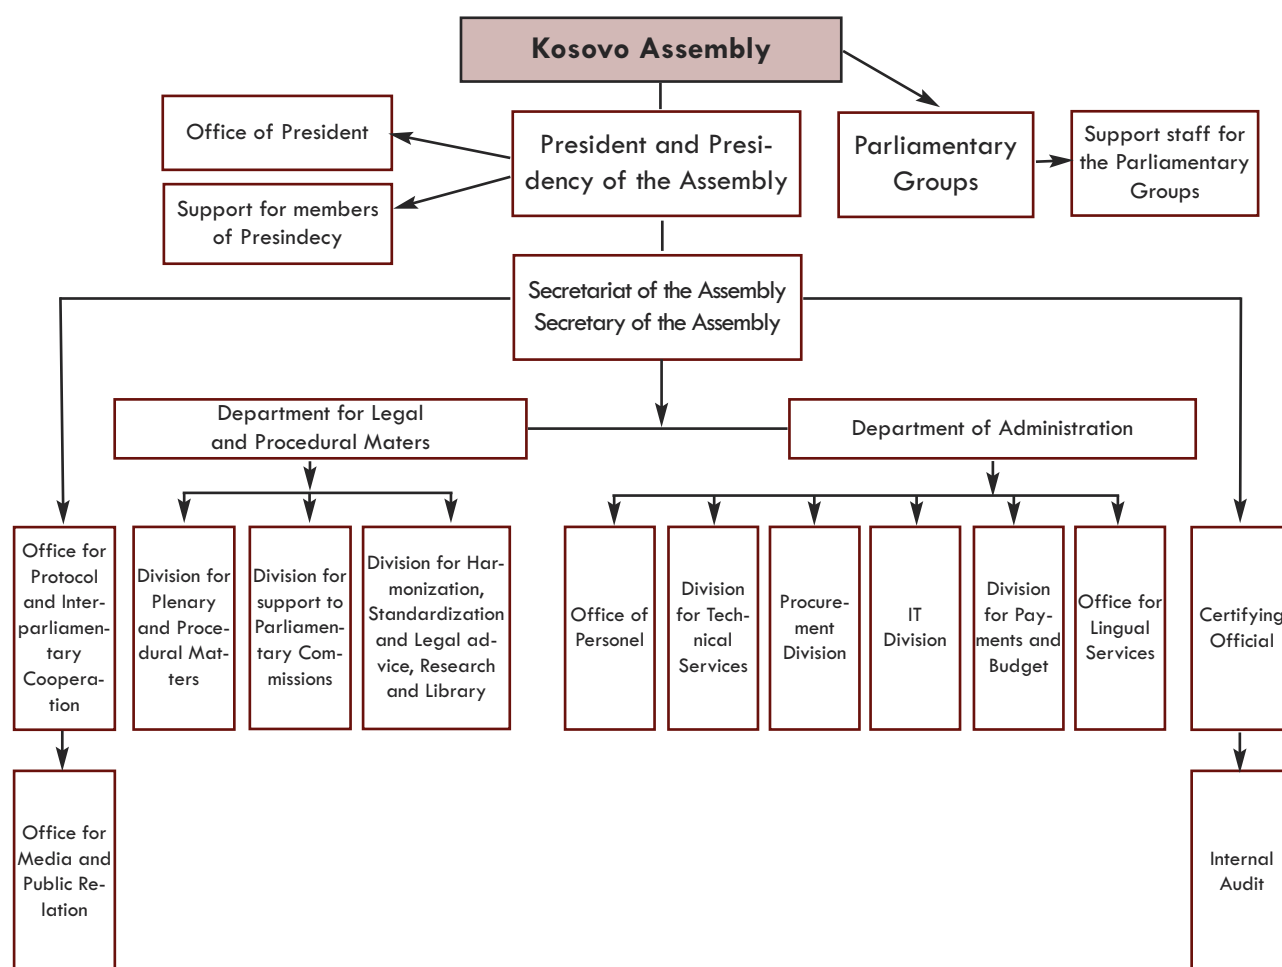 Kosovo Assembly
Office of President
President and Presi-
dency of the Assembly
Parliamentary
Groups
Support staff for
the Parliamentary
Groups
Support for members
of Presindecy
Secretariat of the Assembly
Secretary of the Assembly
Department for Legal
and Procedural Maters
Department of Administration
Office for
Protocol
and Inter-
parliamen-
tary
Coopera-
tion
Division for
Plenary
and Proce-
dural Mat-
ters
Division for
support to
Parliamen-
tary Com-
missions
Division for Har-
monization,
Standardization
and Legal ad-
vice, Research
and Library
Office of
Personel
Division
for Tech-
nical
Services
Procure-
ment
Division
IT
Division
Division
for Pay-
ments and
Budget
Office for
Lingual
Services
Certifying
Official
Office for
Media and
Public Re-
lation
Internal
Audit